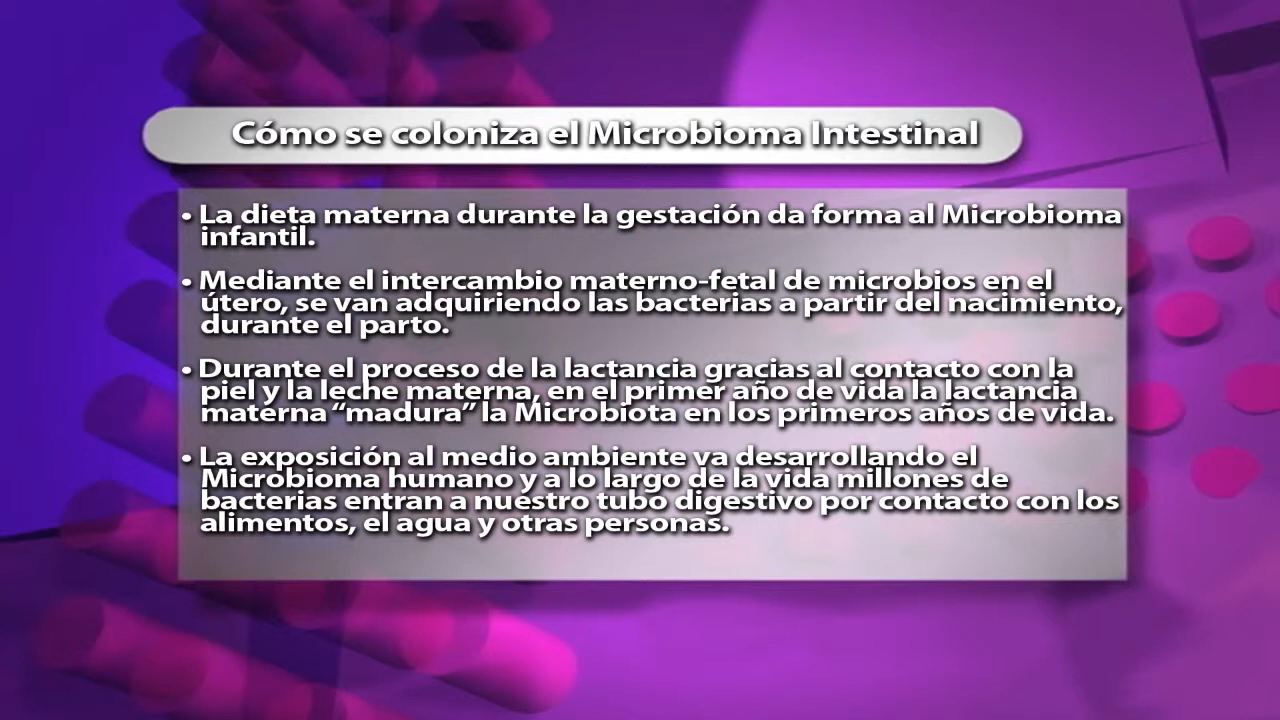 Cómo se coloniza el Microbioma Intestinal
• La dieta materna durante la gestación da forma al Microbioma
infantil.
• Mediante el intercambio materno-fetal de microbios en el
útero, se van adquiriendo las bacterias a partir del nacimiento,
durante el parto.
• Durante el proceso de la lactancia gracias al contacto con la
piel y la leche materna, en el primer año de vida la lactancia
materna “madura” la Microbiota en los primeros años de vida.
• La exposición al medio ambiente va desarrollando el
Microbioma humano y a lo largo de la vida millones de
bacterias entran a nuestro tubo digestivo por contacto con los
alimentos, el agua y otras personas.